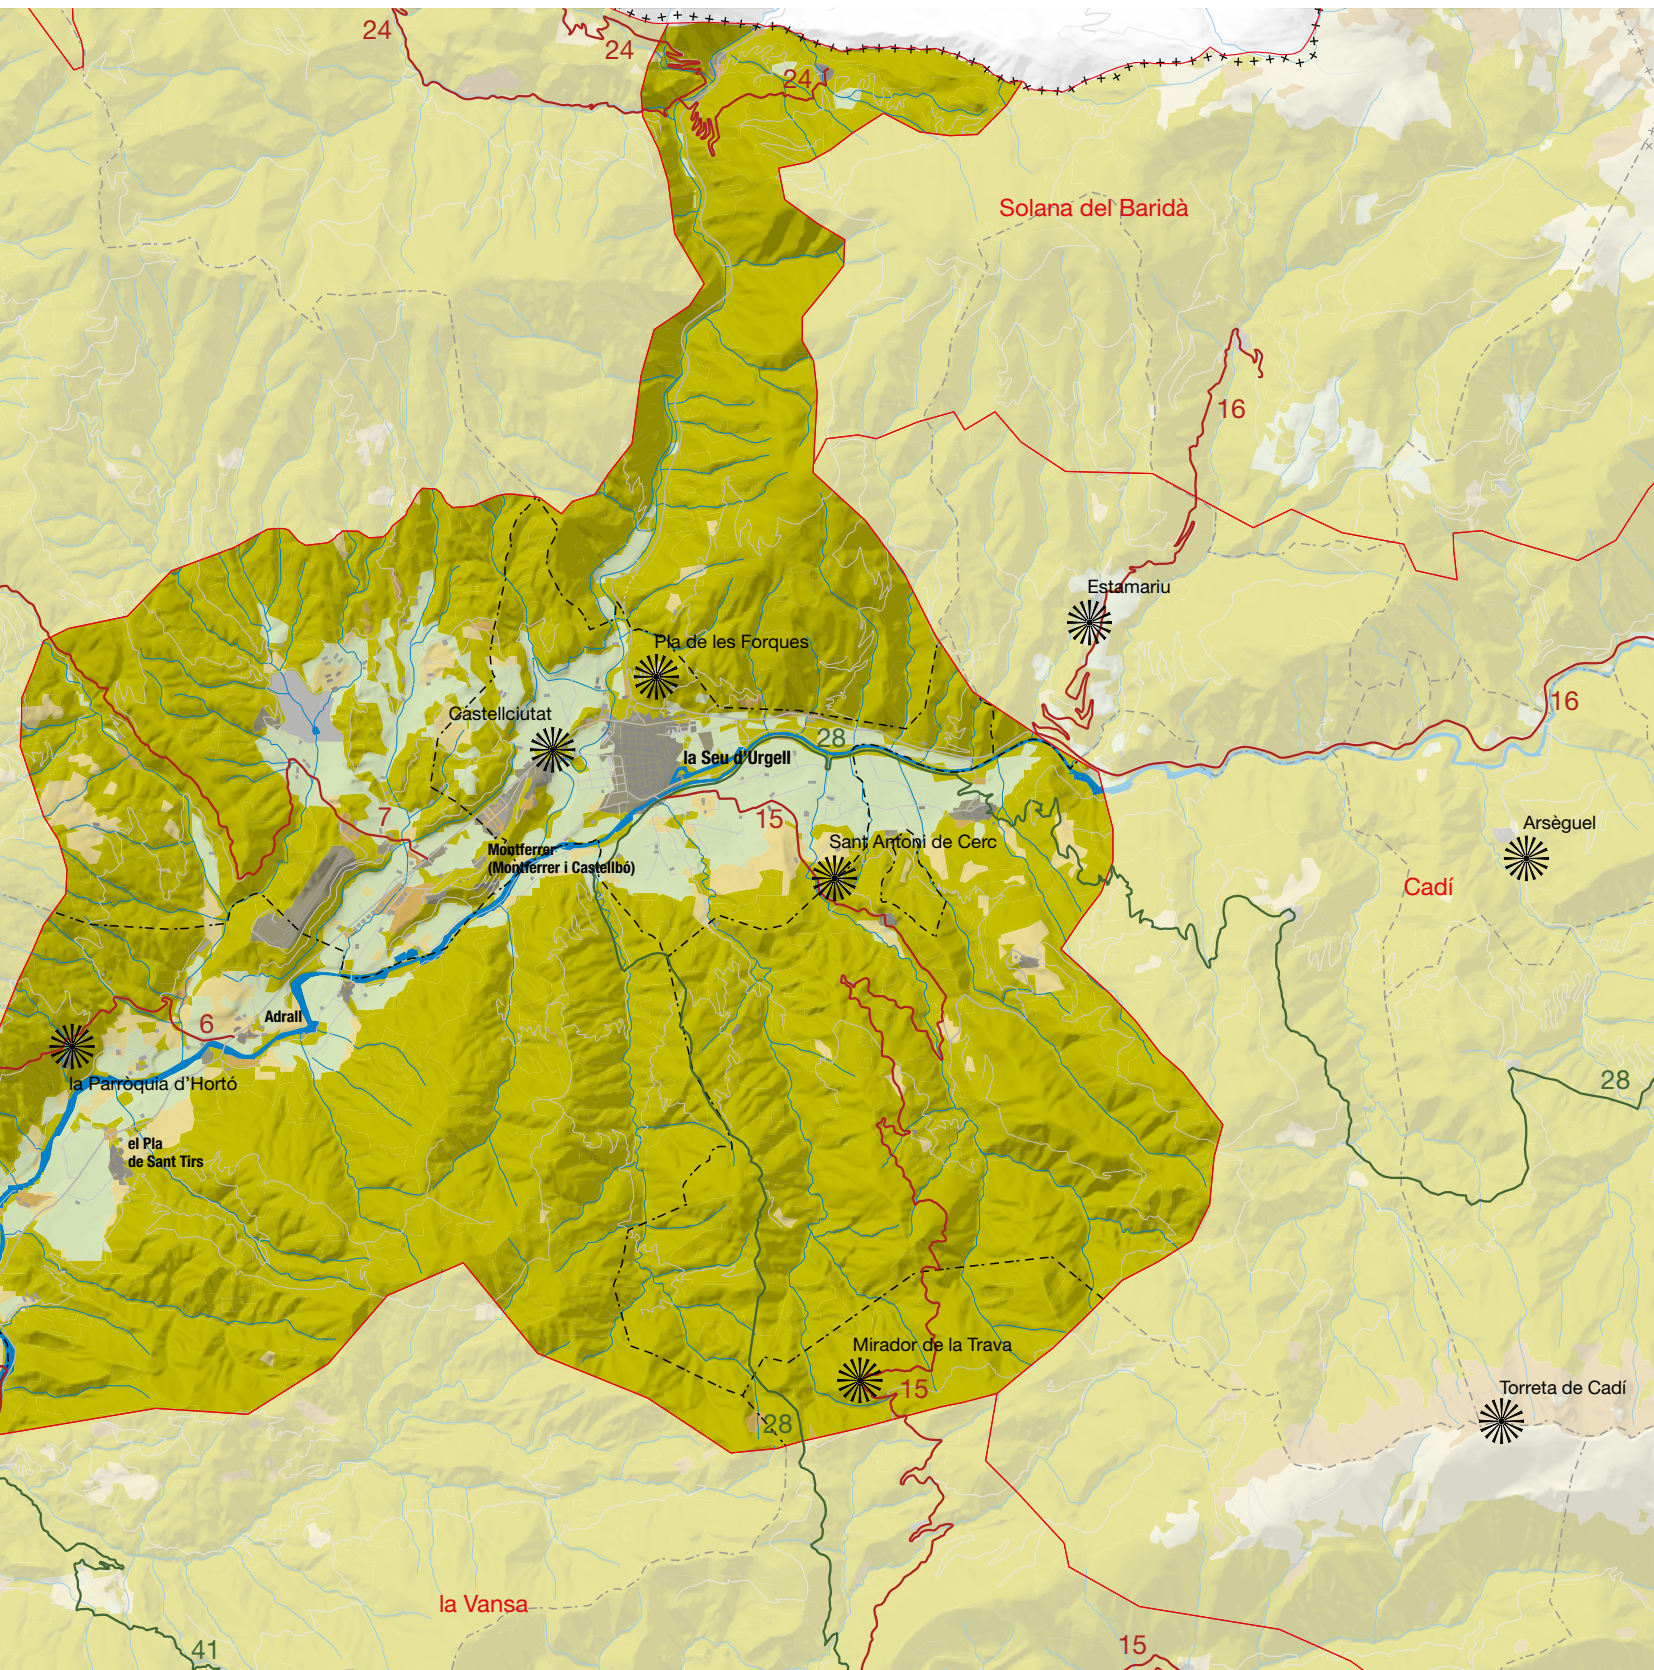 24
24
24
Solana del Baridà
16
Estamariu
Pla de les Forques
16
Castellciutat
28
la Seu d'Urgell
7
15
Arsèguel
Sant Antoni de Cerc
Montferrer
(Montferrer i Castellbó)
Cadí
Adrall
6
la Parròquia d'Hortó
28
el Pla
de Sant Tirs
Mirador de la Trava
15
Torreta de Cadí
28
la Vansa
41
15